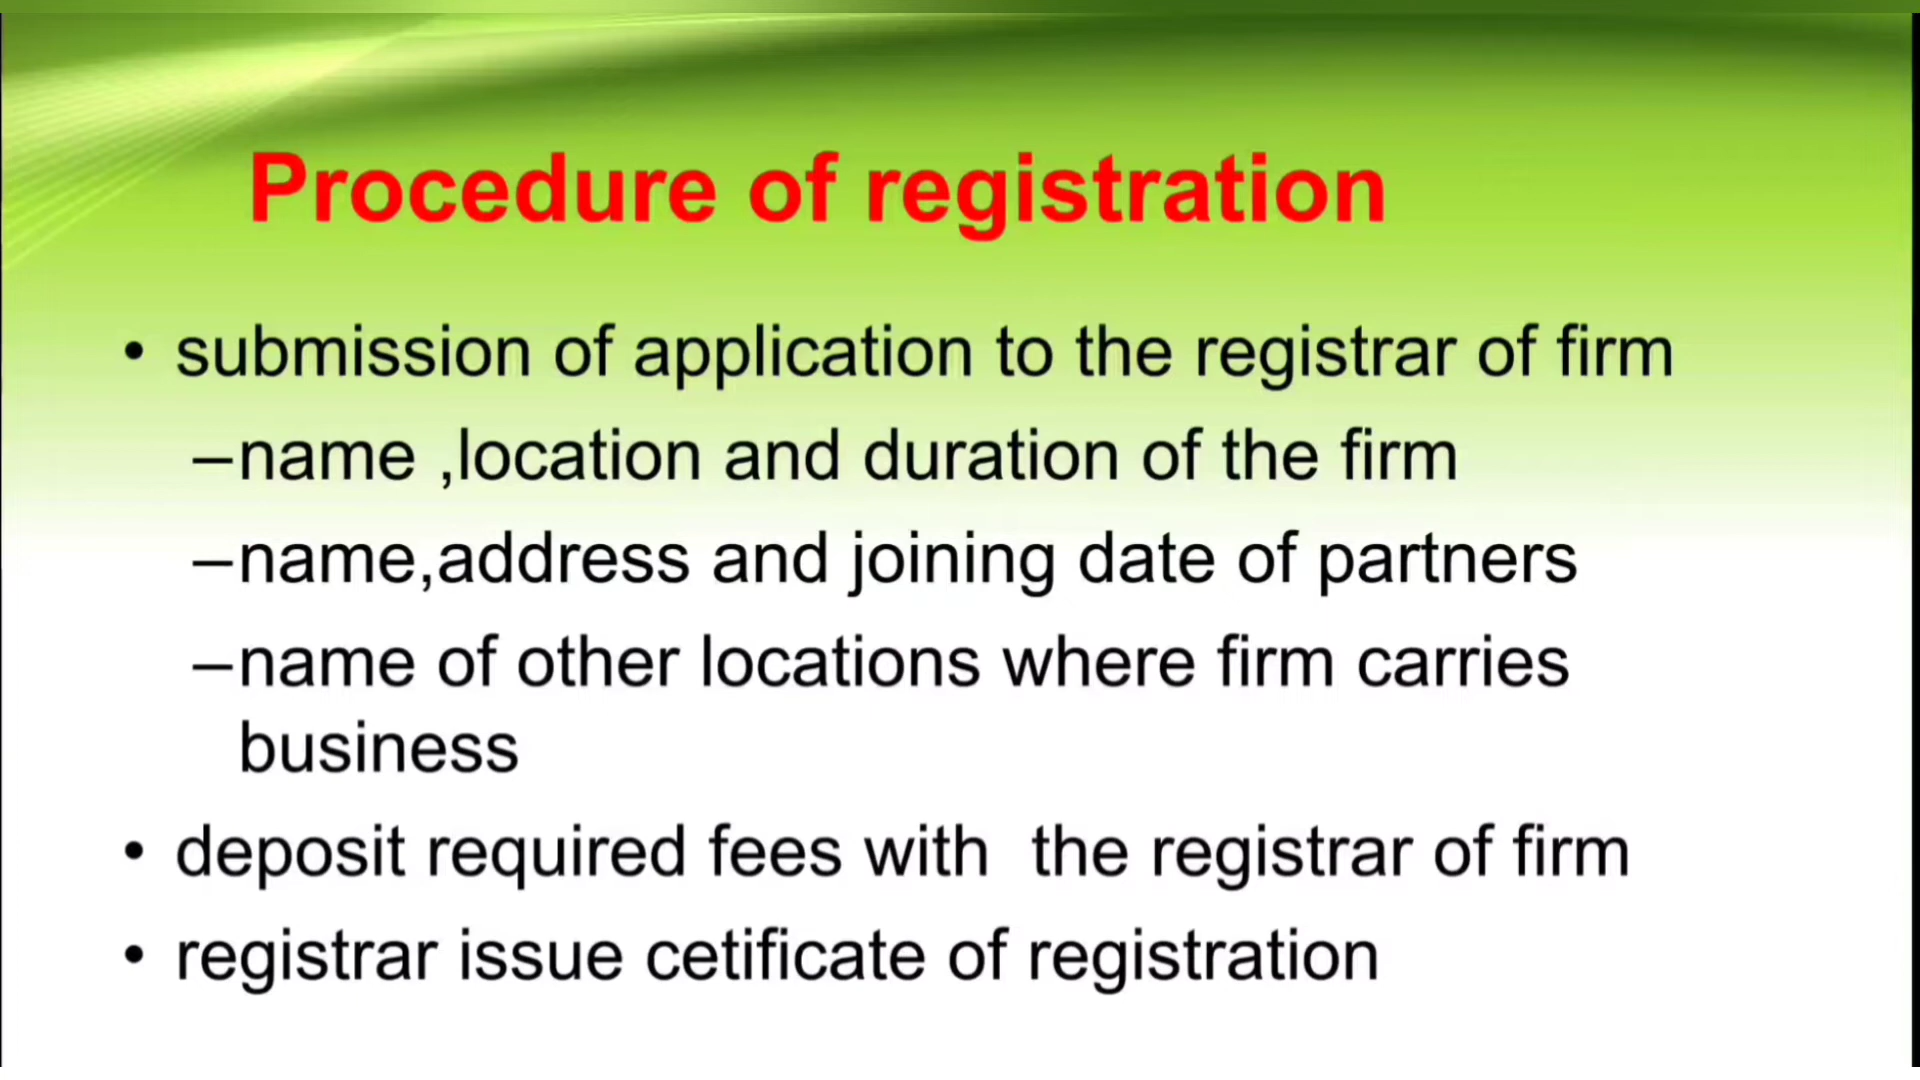 Procedure of registration
• submission of application to the registrar of firm
–name ,location and duration of the firm
–name,address and joining date of partners
–name of other locations where firm carries
business
• deposit required fees with  the registrar of firm
• registrar issue cetificate of registration